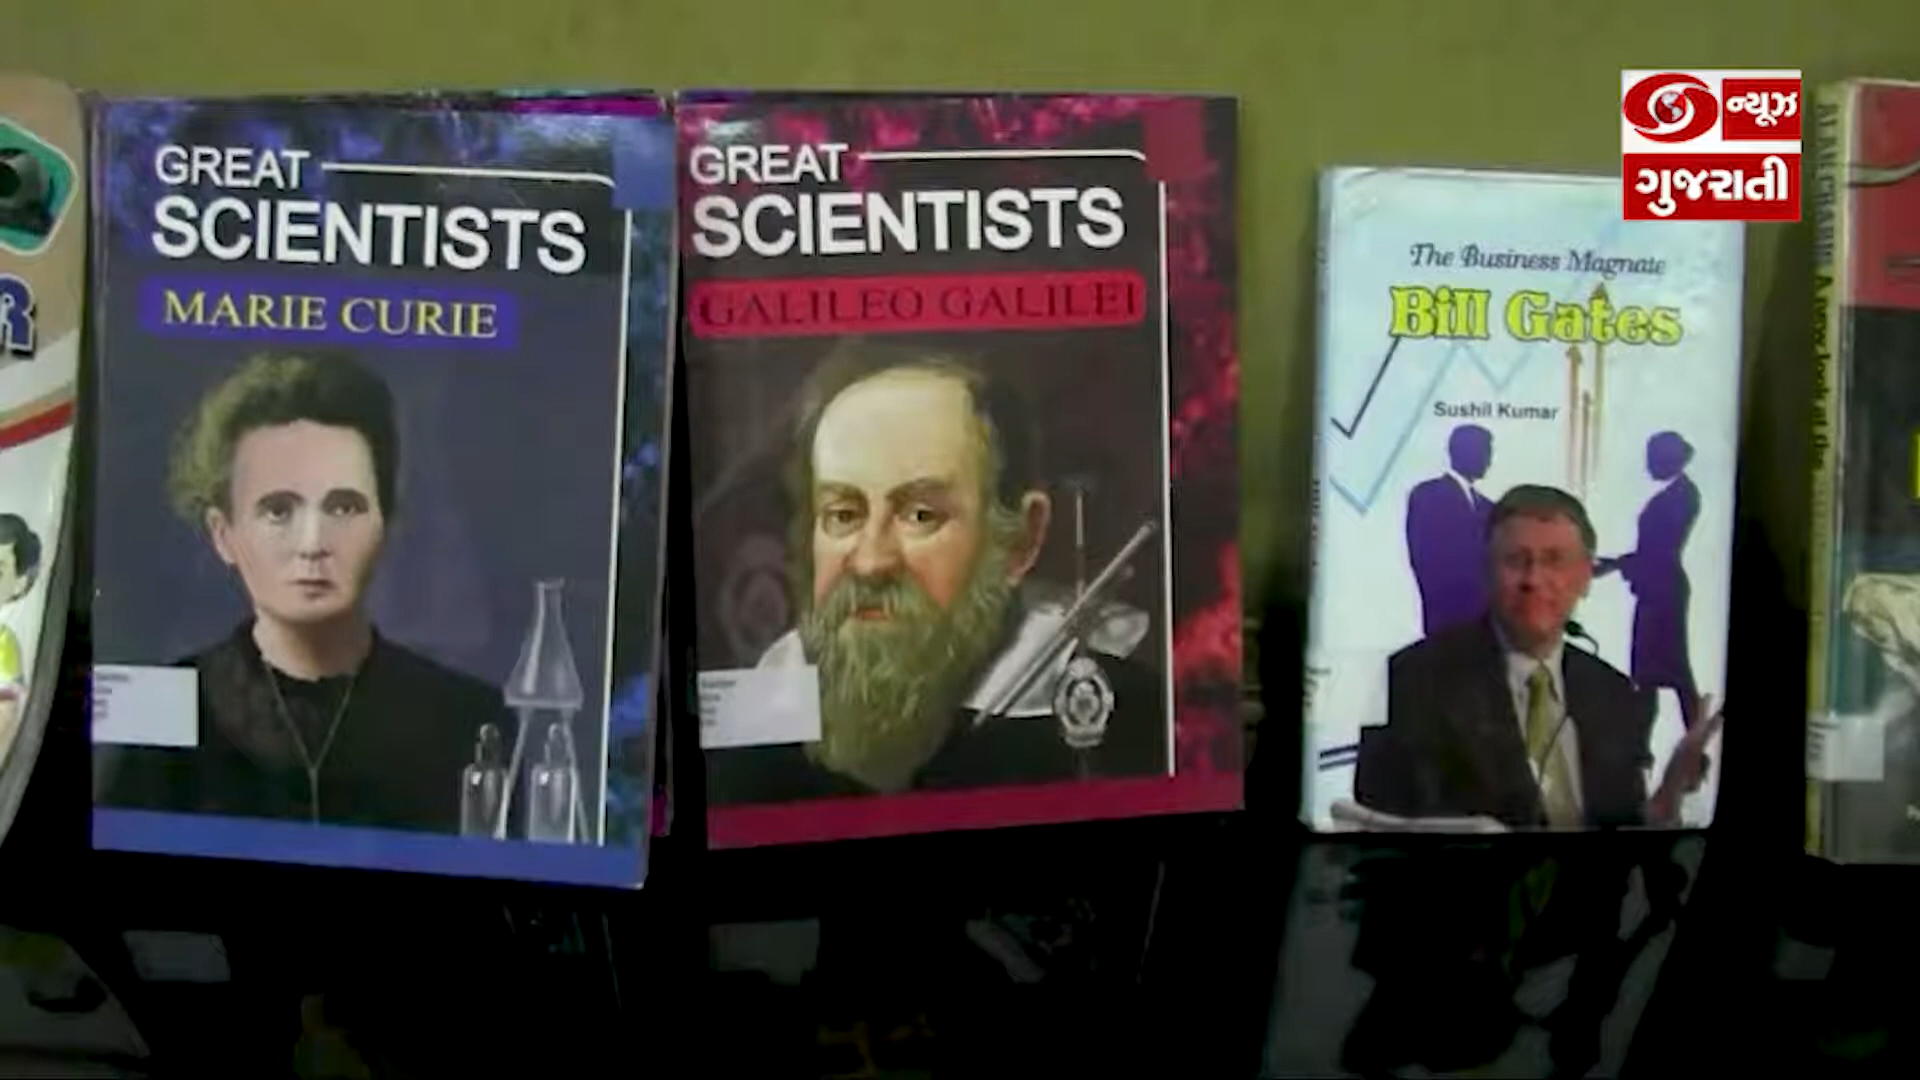 GREAT
SCIENTISTS
MARIE CURIE
GREAT
SCIENTISTS
GALILEO GALILEI
The Business Magnate
Bill Gates
Sushil Kumar
ન્યૂઝ
ગુજરાતી